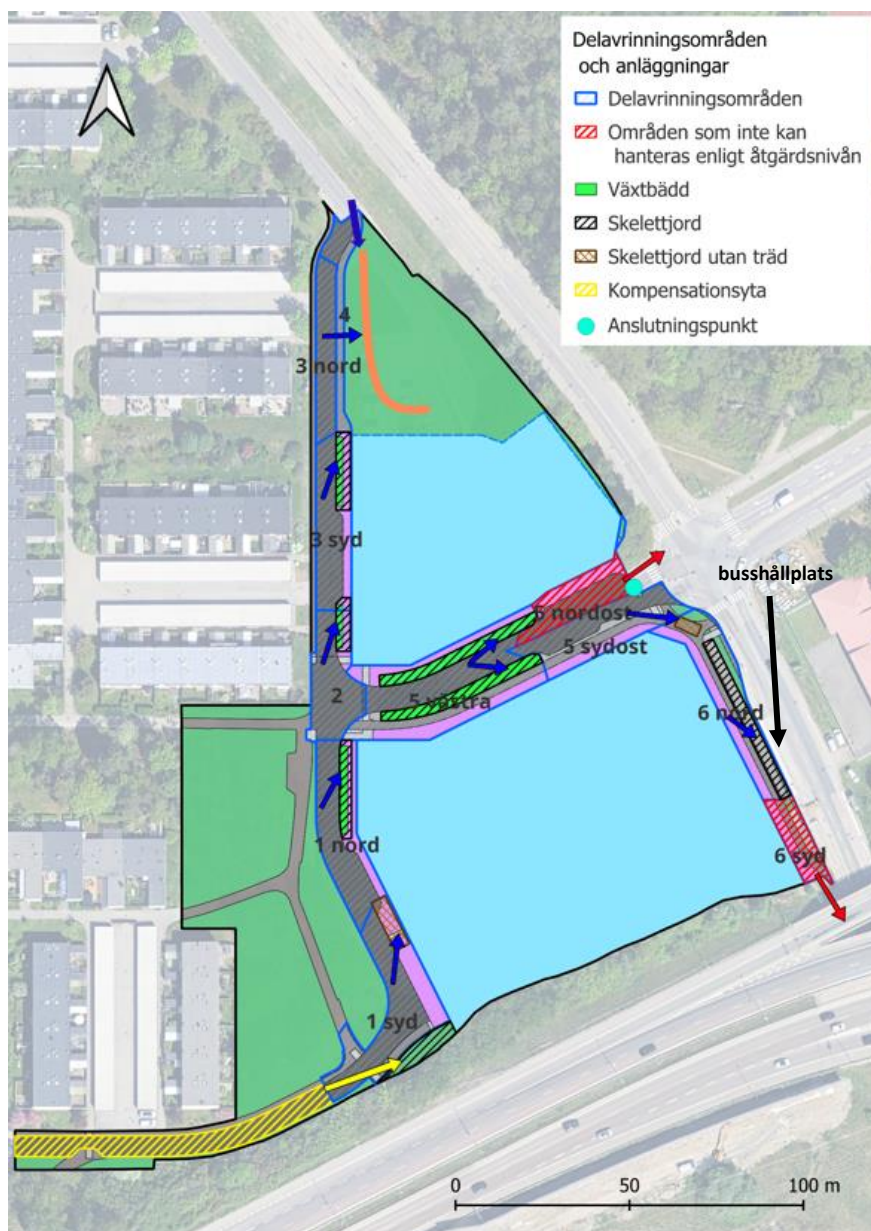 Delavrinningsområden
och anläggningar
Delavrinningsområden
Områden som inte kan
hanteras enligt åtgärdsnivån
Växtbädd
Skelettjord
Skelettjord utan träd
Kompensationsyta
Anslutningspunkt
4
3 nord
3 syd
busshållplats
5 nordost
5 sydost
2
5 västra
6 nord
1 nord
6 syd
1 syd
0
50
100 m